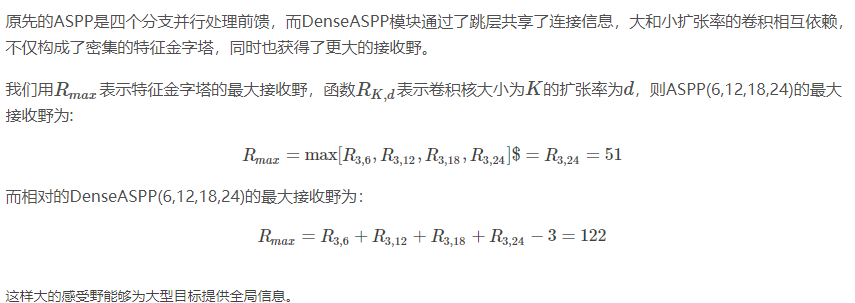 原先的ASPP是四个分支并行处理前馈，而DenseASPP模块通过了跳层共享了连接信息，大和小扩张率的卷积相互依赖，
不仅构成了密集的特征金字塔，同时也获得了更大的接收野。
我们用R_{max}表示特征金字塔的最大接收野，函数R_{K,d}表示卷积核大小为K的扩张率为d，则ASPP(6,12,18,24)的最大
接收野为:
R_{max} = max[R_{3,6}, R_{3,12}, R_{3,18}, R_{3,24}]$ = R_{3,24} = 51
而相对的DenseASPP(6,12,18,24)的最大接收野为：
R_{max} = R_{3,6} + R_{3,12} + R_{3,18} + R_{3,24} − 3 = 122
这样大的感受野能够为大型目标提供全局信息。